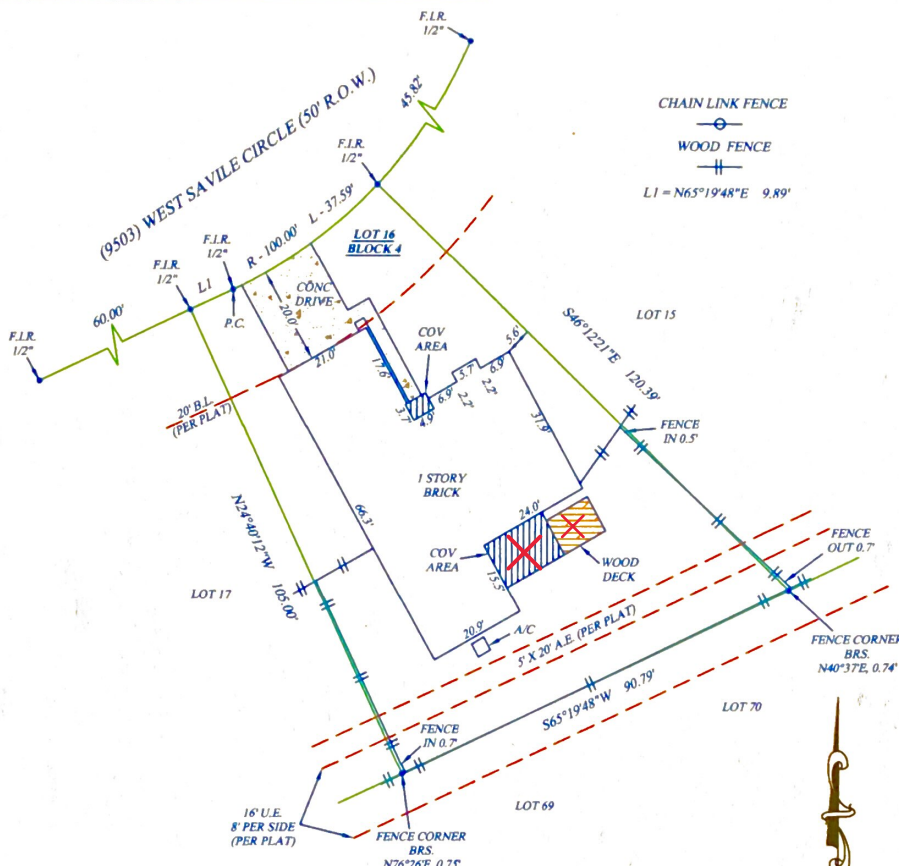 F.I.R.
1/2"
45.82'
(9503) WEST SAVILE CIRCLE (50' R.O.W.)
CHAIN LINK FENCE
WOOD FENCE
L1 = N65°19'48"E 9.89'
F.I.R.
1/2"
R - 100.00' L - 37.59'
LOT 16
BLOCK 4
F.I.R.
1/2"
F.I.R.
1/2"
L1
P.C.
60.00'
F.I.R.
1/2"
CONC
DRIVE
20.0'
21.0'
17.6'
COV
AREA
3.7'
4.9'
6.9'
2.2'
5.7'
2.2'
6.9'
5.6'
LOT 15
S46°12'21"E 120.39'
20' B.L.
(PER PLAT)
31.9'
FENCE
IN 0.5'
1 STORY
BRICK
66.3'
24.0'
COV
AREA
15.5'
WOOD
DECK
FENCE
OUT 0.7'
N24°40'12"W 105.00'
LOT 17
20.9'
A/C
5' X 20' A.E. (PER PLAT)
FENCE CORNER
BRS.
N40°37'E, 0.74'
S65°19'48"W 90.79'
LOT 70
FENCE
IN 0.7'
16' U.E.
8' PER SIDE
(PER PLAT)
LOT 69
FENCE CORNER
BRS.
N76°26'E, 0.75'